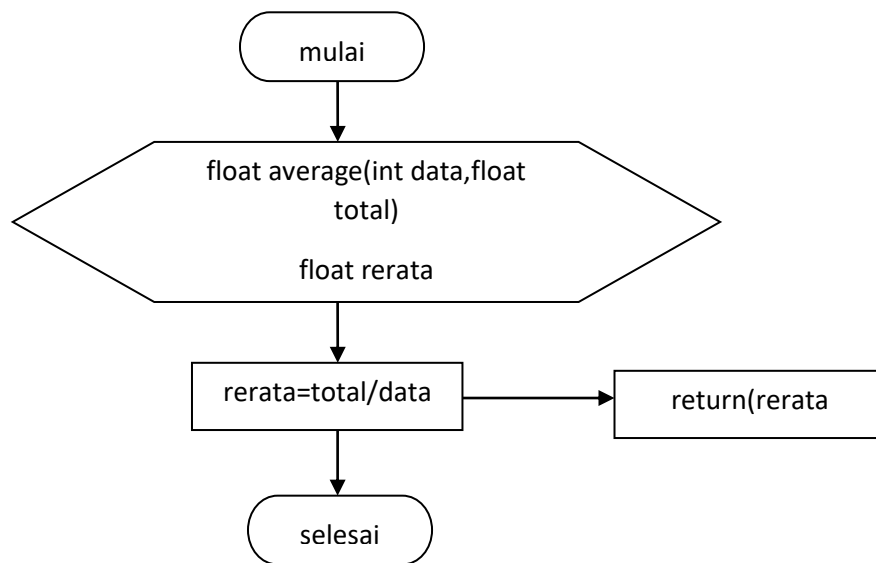 mulai
float average(int data,float
total)
float rerata
rerata=total/data
return(rerata
selesai